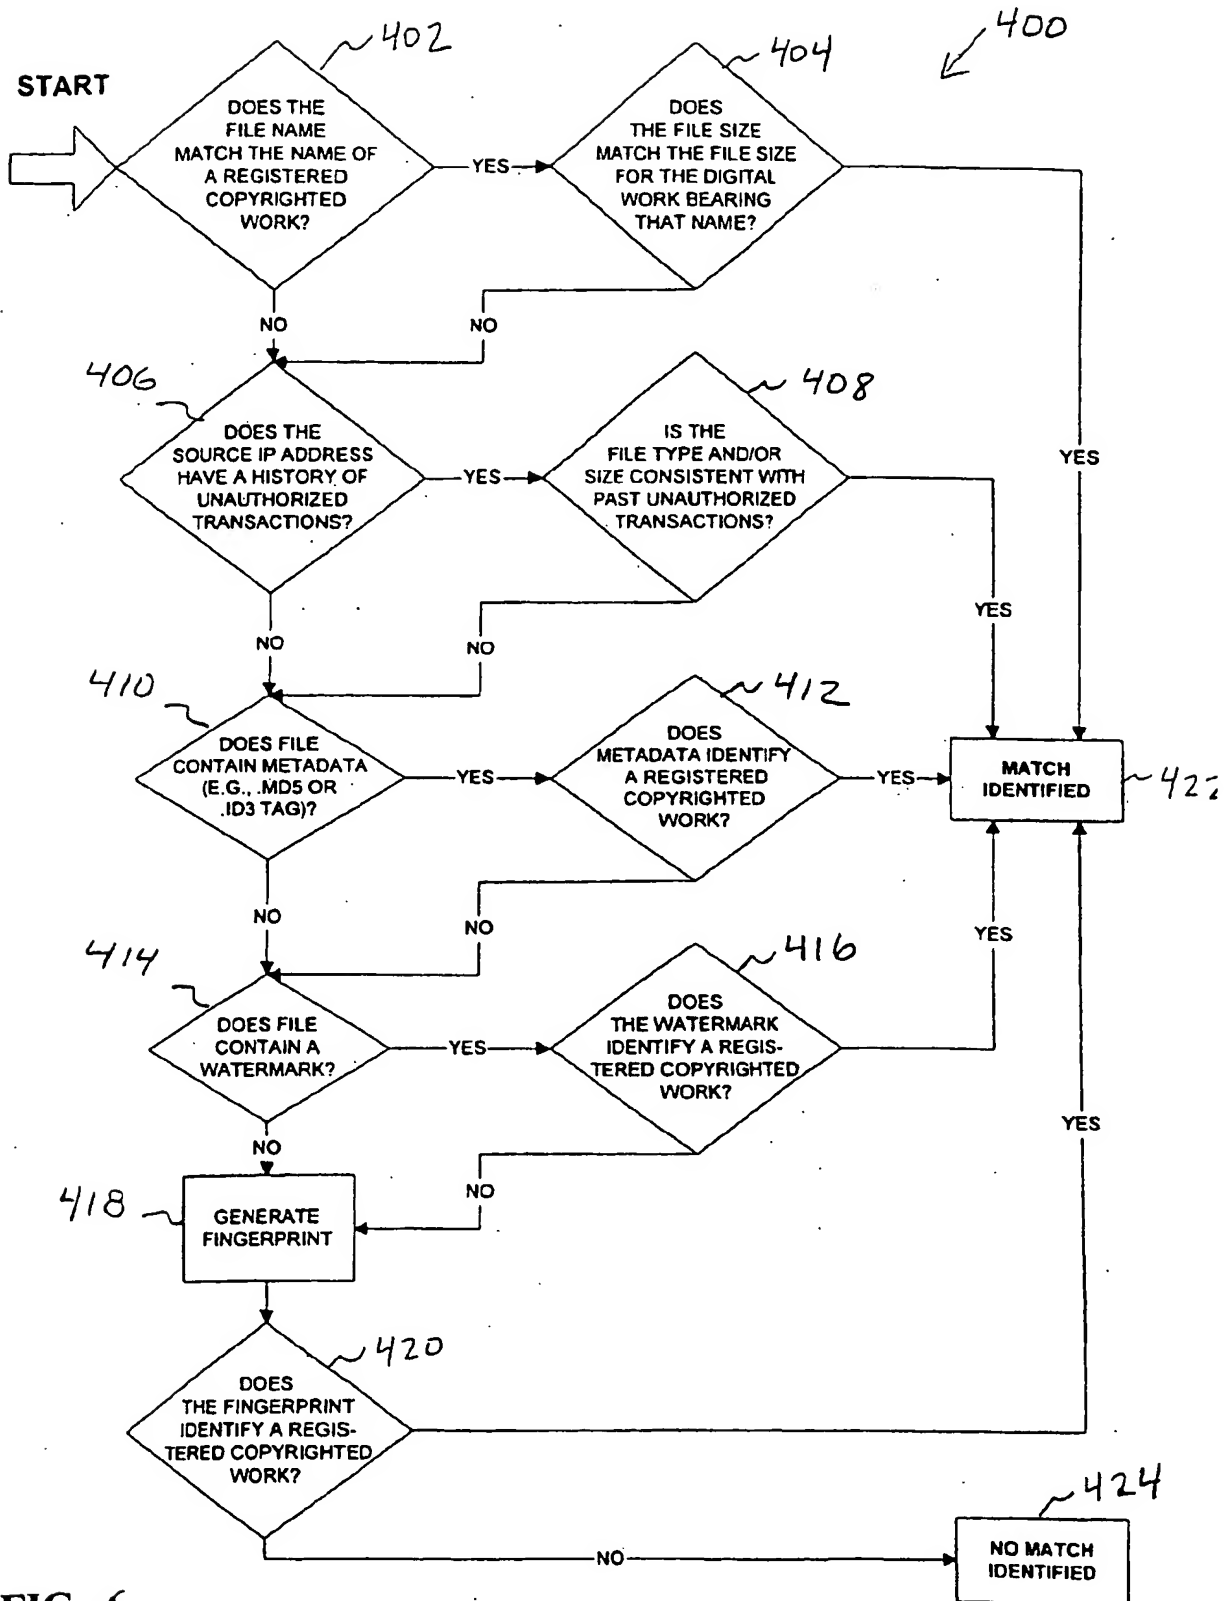 402
404
400
START
DOES THE
FILE NAME
MATCH THE NAME OF
A REGISTERED
COPYRIGHTED
WORK?
YES
DOES
THE FILE SIZE
MATCH THE FILE SIZE
FOR THE DIGITAL
WORK BEARING
THAT NAME?
NO
NO
YES
406
408
DOES THE
SOURCE IP ADDRESS
HAVE A HISTORY OF
UNAUTHORIZED
TRANSACTIONS?
YES
IS THE
FILE TYPE AND/OR
SIZE CONSISTENT WITH
PAST UNAUTHORIZED
TRANSACTIONS?
YES
NO
NO
410
412
DOES FILE
CONTAIN METADATA
(E.G., .MD5 OR
.ID3 TAG)?
YES
DOES
METADATA IDENTIFY
A REGISTERED
COPYRIGHTED
WORK?
YES
MATCH
IDENTIFIED
422
NO
NO
YES
414
416
DOES FILE
CONTAIN A
WATERMARK?
YES
DOES
THE WATERMARK
IDENTIFY A REGIS-
TERED COPYRIGHTED
WORK?
YES
NO
NO
418
GENERATE
FINGERPRINT
420
DOES
THE FINGERPRINT
IDENTIFY A REGIS-
TERED COPYRIGHTED
WORK?
NO
424
NO MATCH
IDENTIFIED
FIG. 6